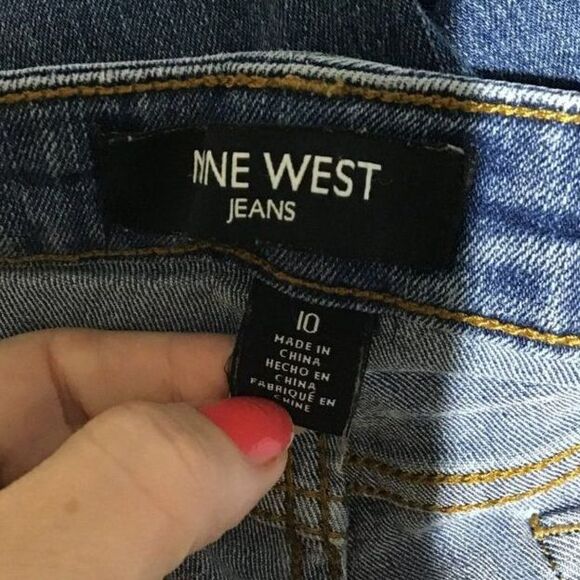 NINE WEST
JEANS
10
MADE IN
CHINA
HECHO EN
CHINA
FABRIQUÉ EN
CHINE